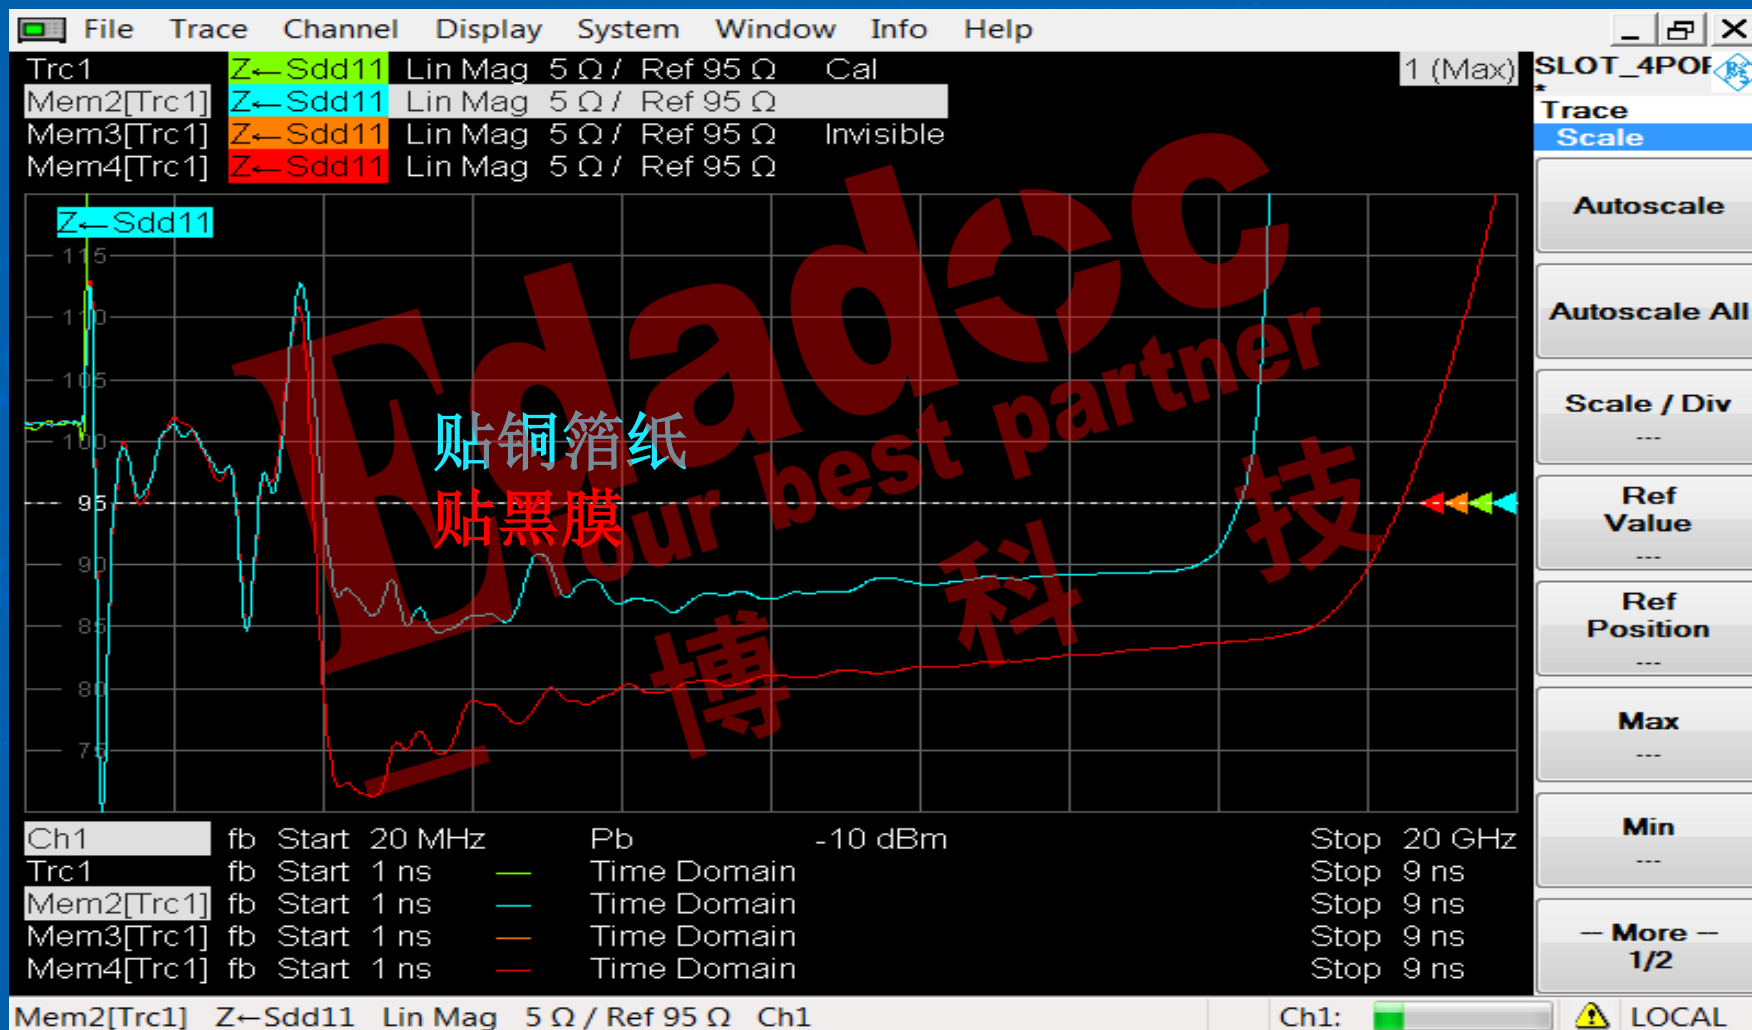 File Trace Channel Display System Window Info Help
Trc1 Z←Sdd11 Lin Mag 5 Ω / Ref 95 Ω Cal
1 (Max)
Mem2[Trc1] Z←Sdd11 Lin Mag 5 Ω / Ref 95 Ω
Mem3[Trc1] Z←Sdd11 Lin Mag 5 Ω / Ref 95 Ω Invisible
Mem4[Trc1] Z←Sdd11 Lin Mag 5 Ω / Ref 95 Ω
Z←Sdd11
115
110
105
100
95
90
85
80
75
贴铜箔纸
贴黑膜
Edadoc
Your best partner
一博科技
Ch1 fb Start 20 MHz Pb -10 dBm Stop 20 GHz
Trc1 fb Start 1 ns — Time Domain Stop 9 ns
Mem2[Trc1] fb Start 1 ns — Time Domain Stop 9 ns
Mem3[Trc1] fb Start 1 ns — Time Domain Stop 9 ns
Mem4[Trc1] fb Start 1 ns — Time Domain Stop 9 ns
*
Trace
Scale
Autoscale
Autoscale All
Scale / Div
---
Ref
Value
---
Ref
Position
---
Max
---
Min
---
-- More --
1/2
Mem2[Trc1] Z←Sdd11 Lin Mag 5 Ω / Ref 95 Ω Ch1
Ch1: LOCAL